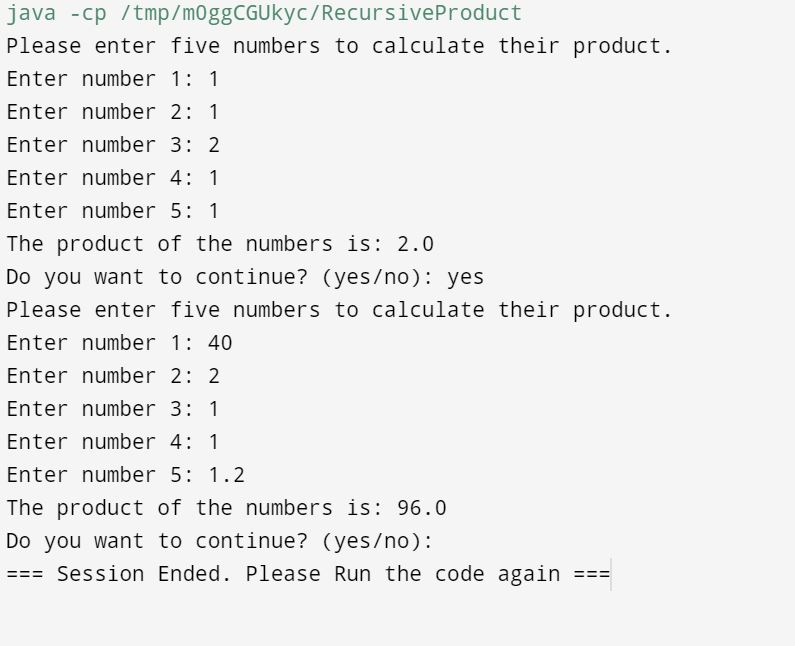 java -cp /tmp/m0ggCGUkyc/RecursiveProduct
Please enter five numbers to calculate their product.
Enter number 1: 1
Enter number 2: 1
Enter number 3: 2
Enter number 4: 1
Enter number 5: 1
The product of the numbers is: 2.0
Do you want to continue? (yes/no): yes
Please enter five numbers to calculate their product.
Enter number 1: 40
Enter number 2: 2
Enter number 3: 1
Enter number 4: 1
Enter number 5: 1.2
The product of the numbers is: 96.0
Do you want to continue? (yes/no):
=== Session Ended. Please Run the code again ===